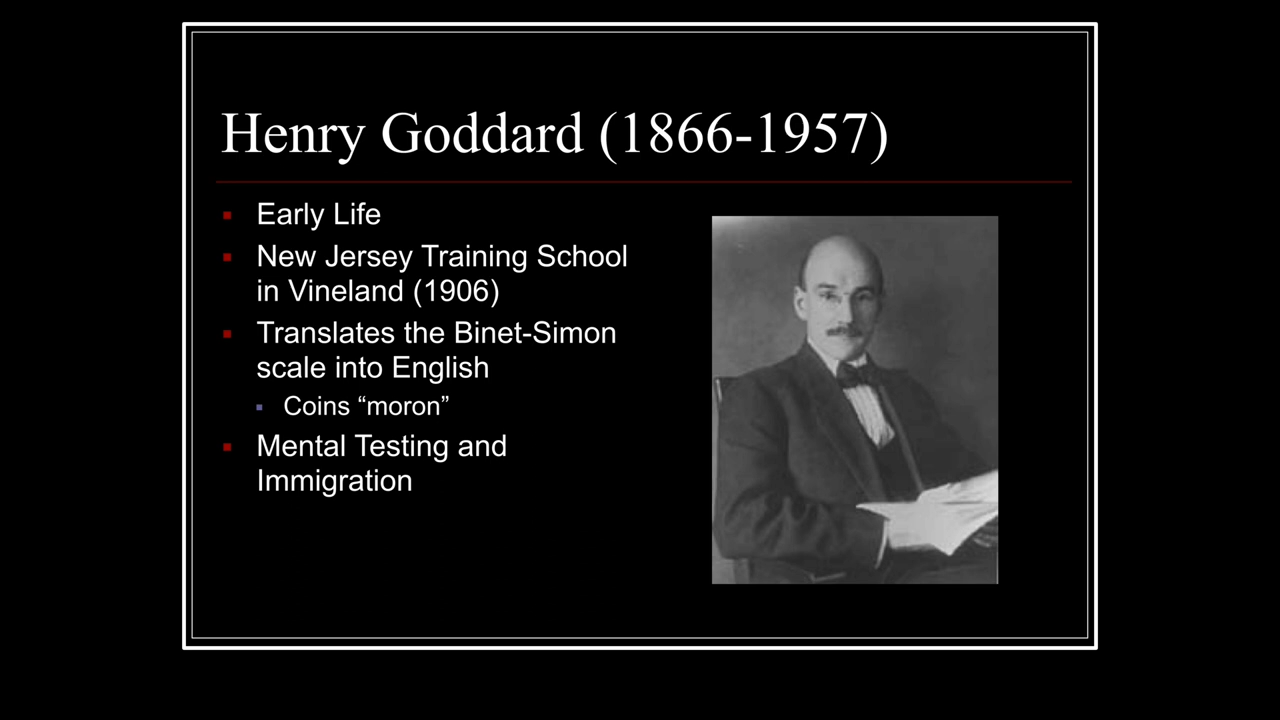 Henry Goddard (1866-1957)
Early Life
New Jersey Training School
in Vineland (1906)
Translates the Binet-Simon
scale into English
Coins “moron”
Mental Testing and
Immigration